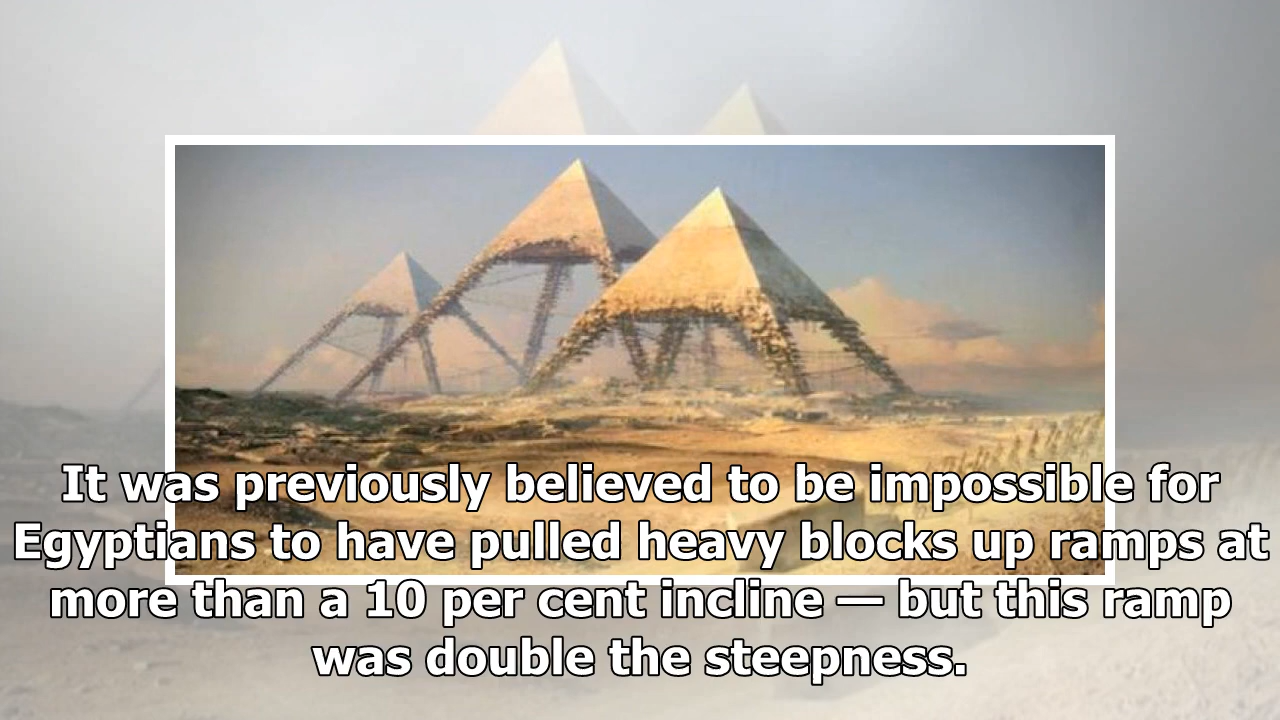 It was previously believed to be impossible for
Egyptians to have pulled heavy blocks up ramps at
more than a 10 per cent incline — but this ramp
was double the steepness.